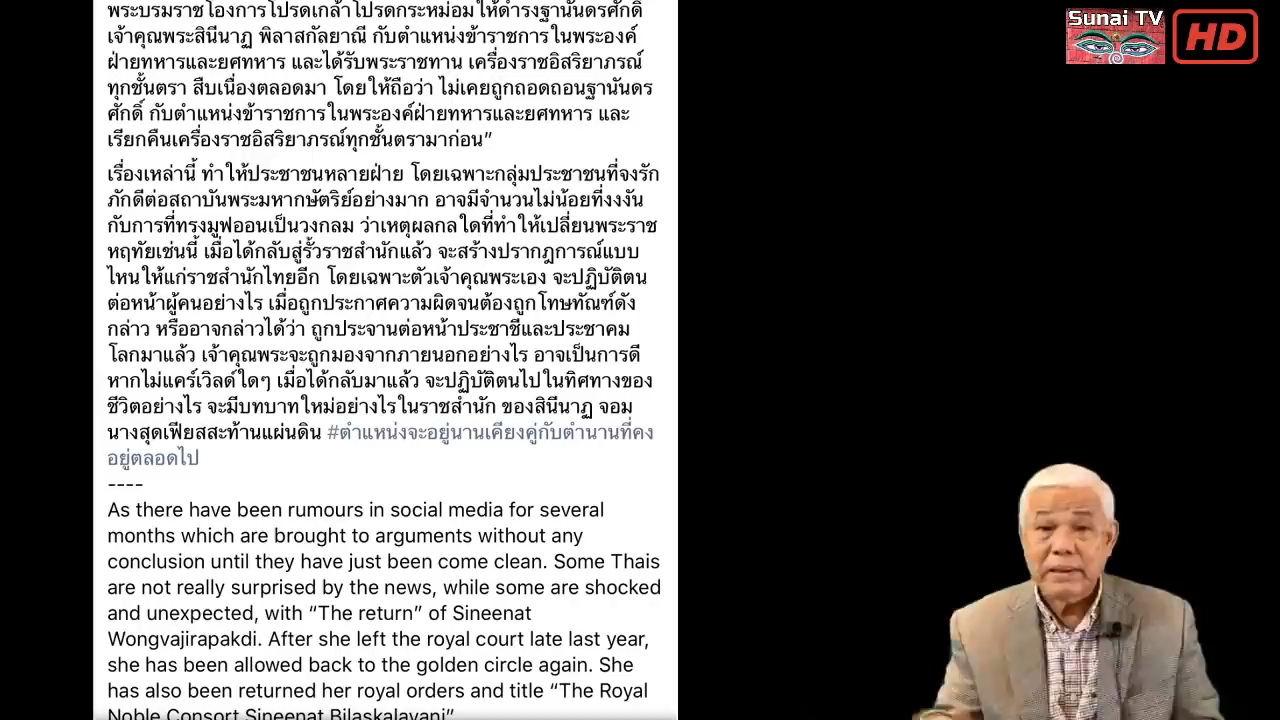 พระบรมราชโองการโปรดเกล้าโปรดกระหม่อมให้ดำรงฐานันดรศักดิ์
เจ้าคุณพระสินีนาฏ พิลาสกัลยาณี กับตำแหน่งข้าราชการในพระองค์
ฝ่ายทหารและยศทหาร และได้รับพระราชทาน เครื่องราชอิสริยาภรณ์
ทุกชั้นตรา สืบเนื่องตลอดมา โดยให้ถือว่า ไม่เคยถูกถอดถอนฐานันดร
ศักดิ์ กับตำแหน่งข้าราชการในพระองค์ฝ่ายทหารและยศทหาร และ
เรียกคืนเครื่องราชอิสริยาภรณ์ทุกชั้นตรามาก่อน”
เรื่องเหล่านี้ ทำให้ประชาชนหลายฝ่าย โดยเฉพาะกลุ่มประชาชนที่จงรัก
ภักดีต่อสถาบันพระมหากษัตริย์อย่างมาก อาจมีจำนวนไม่น้อยที่งงงัน
กับการที่ทรงมูฟออนเป็นวงกลม ว่าเหตุผลกลใดที่ทำให้เปลี่ยนพระราช
หฤทัยเช่นนี้ เมื่อได้กลับสู่รั้วราชสำนักแล้ว จะสร้างปรากฎการณ์แบบ
ไหนให้แก่ราชสำนักไทยอีก โดยเฉพาะตัวเจ้าคุณพระเอง จะปฏิบัติตน
ต่อหน้าผู้คนอย่างไร เมื่อถูกประกาศความผิดจนต้องถูกโทษทัณฑ์ดัง
กล่าว หรืออาจกล่าวได้ว่า ถูกประจานต่อหน้าประชาชีและประชาคม
โลกมาแล้ว เจ้าคุณพระจะถูกมองจากภายนอกอย่างไร อาจเป็นการดี
หากไม่แคร์เวิลด์ใดๆ เมื่อได้กลับมาแล้ว จะปฏิบัติตนไปในทิศทางของ
ชีวิตอย่างไร จะมีบทบาทใหม่อย่างไรในราชสำนัก ของสินีนาฏ จอม
นางสุดเฟียสสะท้านแผ่นดิน #ตำแหน่งจะอยู่นานเคียงคู่กับตำนานที่คง
อยู่ตลอดไป
----
As there have been rumours in social media for several
months which are brought to arguments without any
conclusion until they have just been come clean. Some Thais
are not really surprised by the news, while some are shocked
and unexpected, with “The return” of Sineenat
Wongvajirapakdi. After she left the royal court late last year,
she has been allowed back to the golden circle again. She
has also been returned her royal orders and title “The Royal
Noble Consort Sineenat Bilaskalayani”
Sunai TV
HD